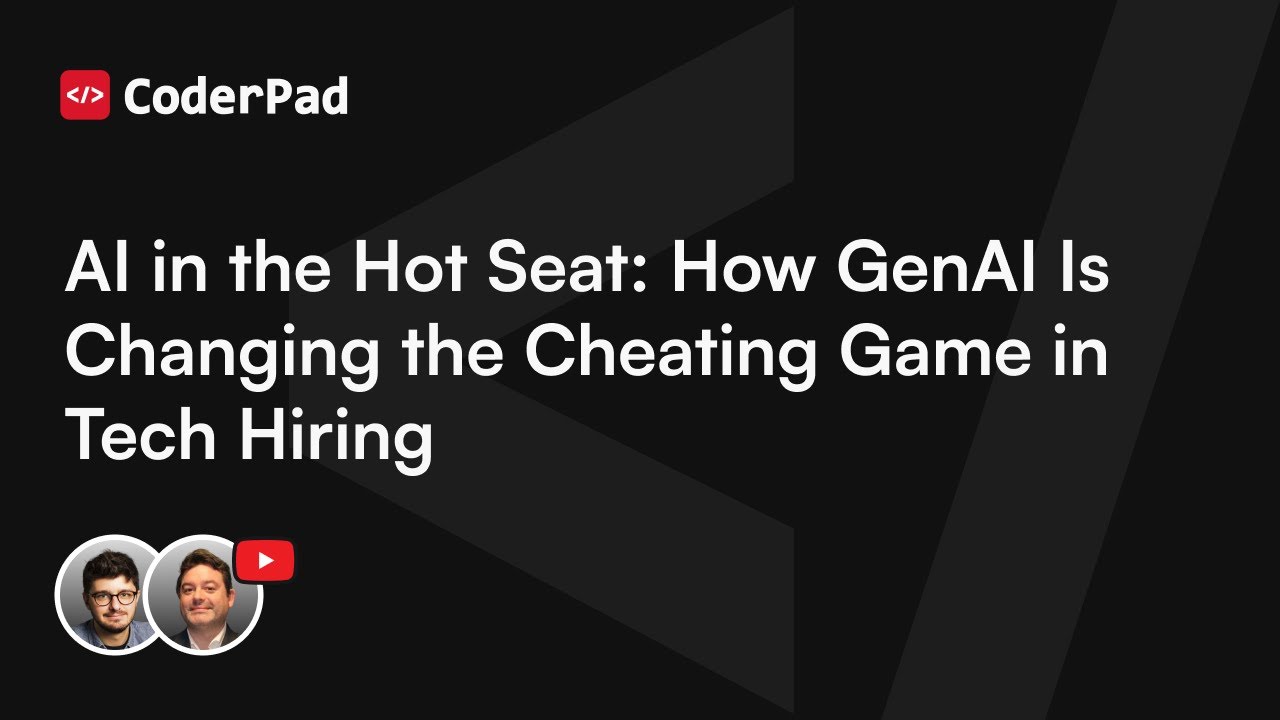 </> CoderPad
AI in the Hot Seat: How GenAI Is
Changing the Cheating Game in
Tech Hiring